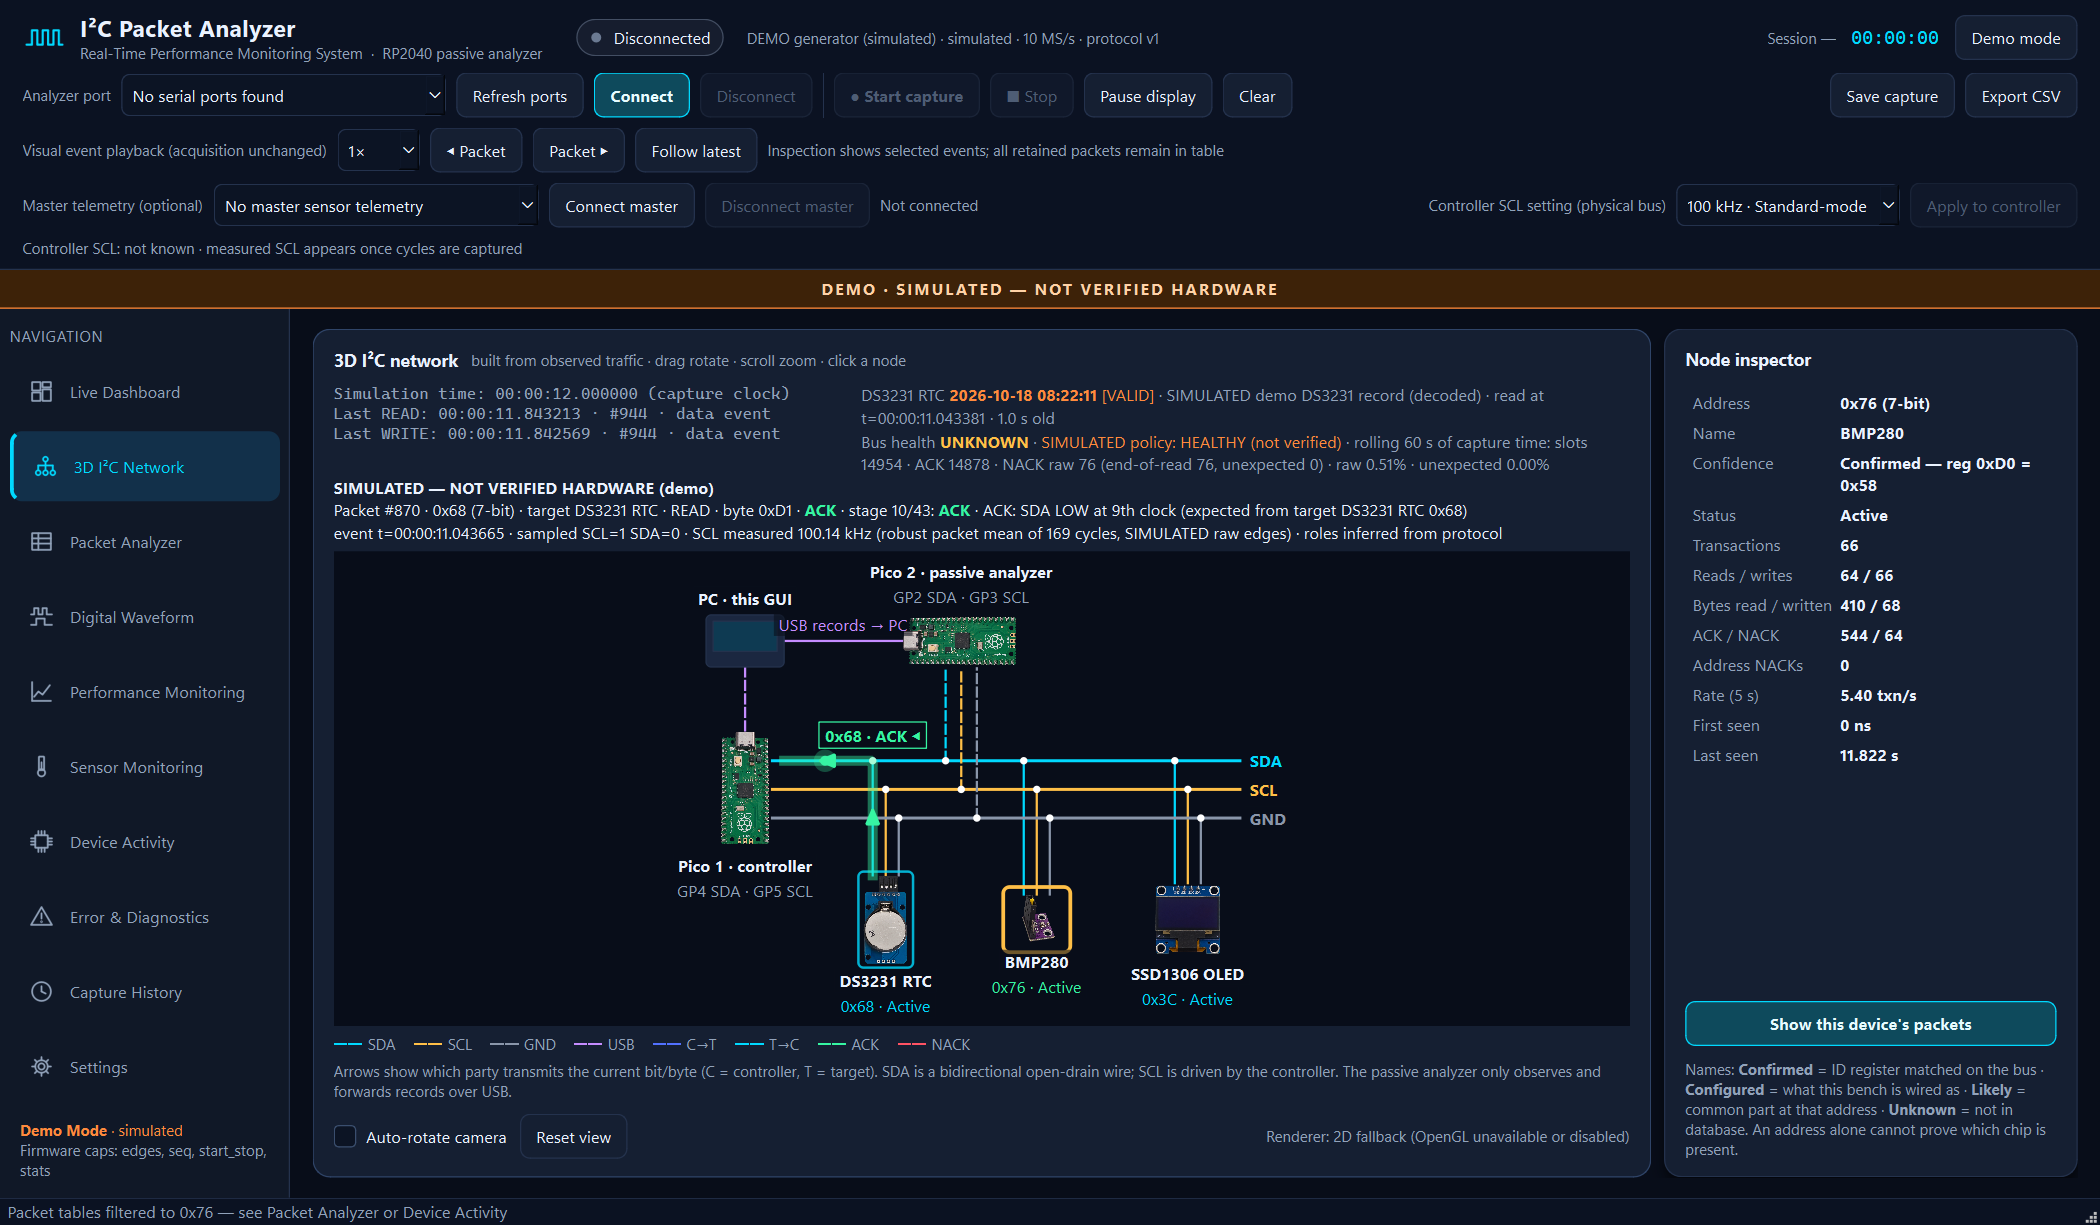 I²C Packet Analyzer
Real-Time Performance Monitoring System · RP2040 passive analyzer
Disconnected
DEMO generator (simulated) · simulated · 10 MS/s · protocol v1
Session —
00:00:00
Demo mode
Analyzer port
No serial ports found
Refresh ports
Connect
Disconnect
● Start capture
■ Stop
Pause display
Clear
Save capture
Export CSV
Visual event playback (acquisition unchanged)
1×
◂ Packet
Packet ▸
Follow latest
Inspection shows selected events; all retained packets remain in table
Master telemetry (optional)
No master sensor telemetry
Connect master
Disconnect master
Not connected
Controller SCL setting (physical bus)
100 kHz · Standard-mode
Apply to controller
Controller SCL: not known · measured SCL appears once cycles are captured
DEMO · SIMULATED — NOT VERIFIED HARDWARE
NAVIGATION
Live Dashboard
3D I²C Network
Packet Analyzer
Digital Waveform
Performance Monitoring
Sensor Monitoring
Device Activity
Error & Diagnostics
Capture History
Settings
Demo Mode · simulated
Firmware caps: edges, seq, start_stop,
stats
3D I²C network built from observed traffic · drag rotate · scroll zoom · click a node
Simulation time: 00:00:12.000000 (capture clock)
Last READ: 00:00:11.843213 · #944 · data event
Last WRITE: 00:00:11.842569 · #944 · data event
DS3231 RTC 2026-10-18 08:22:11 [VALID] · SIMULATED demo DS3231 record (decoded) · read at
t=00:00:11.043381 · 1.0 s old
Bus health UNKNOWN · SIMULATED policy: HEALTHY (not verified) · rolling 60 s of capture time: slots
14954 · ACK 14878 · NACK raw 76 (end-of-read 76, unexpected 0) · raw 0.51% · unexpected 0.00%
SIMULATED — NOT VERIFIED HARDWARE (demo)
Packet #870 · 0x68 (7-bit) · target DS3231 RTC · READ · byte 0xD1 · ACK · stage 10/43: ACK · ACK: SDA LOW at 9th clock (expected from target DS3231 RTC 0x68)
event t=00:00:11.043665 · sampled SCL=1 SDA=0 · SCL measured 100.14 kHz (robust packet mean of 169 cycles, SIMULATED raw edges) · roles inferred from protocol
Pico 2 · passive analyzer
GP2 SDA · GP3 SCL
PC · this GUI
USB records → PC
0x68 · ACK ◂
SDA
SCL
GND
Pico 1 · controller
GP4 SDA · GP5 SCL
DS3231 RTC
0x68 · Active
BMP280
0x76 · Active
SSD1306 OLED
0x3C · Active
SDA
SCL
GND
USB
C→T
T→C
ACK
NACK
Arrows show which party transmits the current bit/byte (C = controller, T = target). SDA is a bidirectional open-drain wire; SCL is driven by the controller. The passive analyzer only observes and
forwards records over USB.
Auto-rotate camera
Reset view
Renderer: 2D fallback (OpenGL unavailable or disabled)
Node inspector
Address 0x76 (7-bit)
Name BMP280
Confidence Confirmed — reg 0xD0 =
0x58
Status Active
Transactions 66
Reads / writes 64 / 66
Bytes read / written 410 / 68
ACK / NACK 544 / 64
Address NACKs 0
Rate (5 s) 5.40 txn/s
First seen 0 ns
Last seen 11.822 s
Show this device's packets
Names: Confirmed = ID register matched on the bus ·
Configured = what this bench is wired as · Likely =
common part at that address · Unknown = not in
database. An address alone cannot prove which chip is
present.
Packet tables filtered to 0x76 — see Packet Analyzer or Device Activity